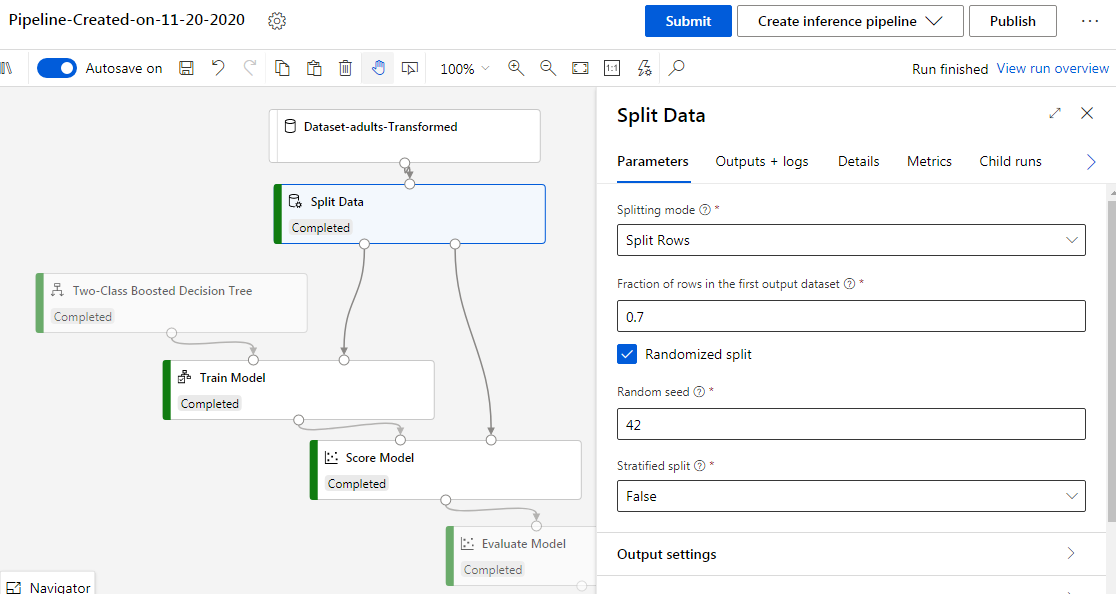 Pipeline-Created-on-11-20-2020
Submit
Create inference pipeline
Publish
Autosave on
100%
1:1
Run finished View run overview
Dataset-adults-Transformed
Split Data
Completed
Two-Class Boosted Decision Tree
Completed
Train Model
Completed
Score Model
Completed
Evaluate Model
Completed
Navigator
Split Data
Parameters Outputs + logs Details Metrics Child runs
Splitting mode ? *
Split Rows
Fraction of rows in the first output dataset ? *
0.7
Randomized split
Random seed ? *
42
Stratified split ? *
False
Output settings